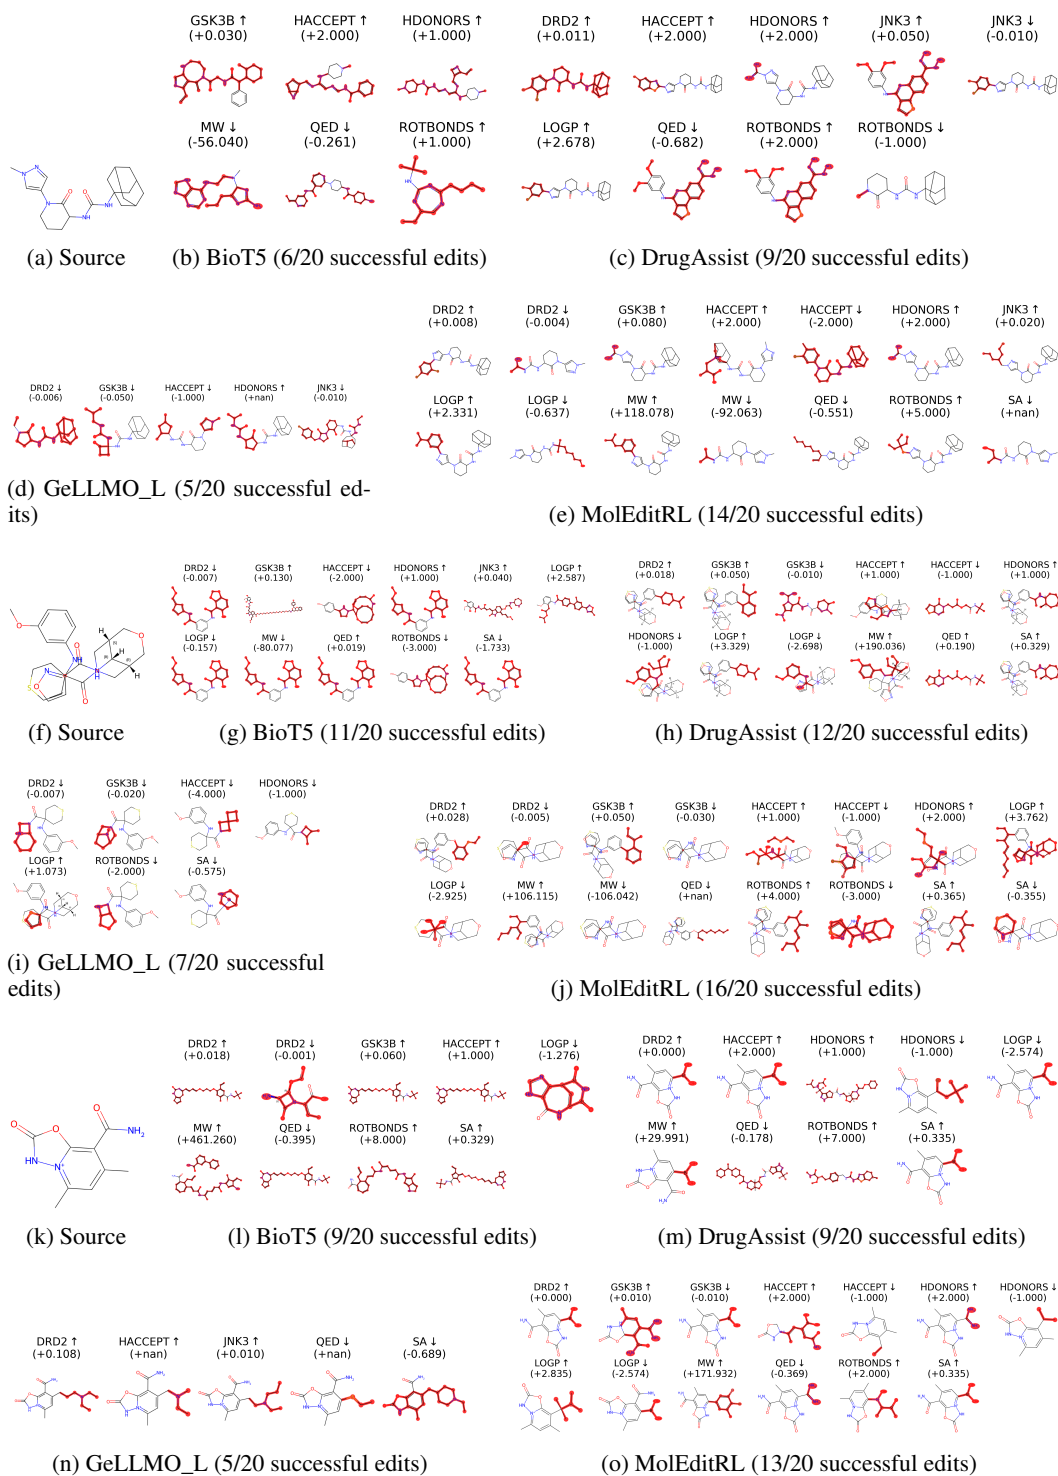 GSK3B ↑ HACCEPT ↑ HDONORS ↑
(+0.030) (+2.000) (+1.000)
MW ↓ QED ↓ ROTBONDS ↑
(-56.040) (-0.261) (+1.000)
DRD2 ↑ HACCEPT ↑ HDONORS ↑ JNK3 ↑ JNK3 ↓
(+0.011) (+2.000) (+2.000) (+0.050) (-0.010)
LOGP ↑ QED ↓ ROTBONDS ↑ ROTBONDS ↓
(+2.678) (-0.682) (+2.000) (-1.000)
(a) Source
(b) BioT5 (6/20 successful edits)
(c) DrugAssist (9/20 successful edits)
DRD2 ↓ GSK3B ↓ HACCEPT ↓ HDONORS ↑ JNK3 ↓
(-0.006) (-0.050) (-1.000) (+nan) (-0.010)
(d) GeLLMO_L (5/20 successful ed-
its)
DRD2 ↑ DRD2 ↓ GSK3B ↑ HACCEPT ↑ HACCEPT ↓ HDONORS ↑ JNK3 ↑
(+0.008) (-0.004) (+0.080) (+2.000) (-2.000) (+2.000) (+0.020)
LOGP ↑ LOGP ↓ MW ↑ MW ↓ QED ↓ ROTBONDS ↑ SA ↓
(+2.331) (-0.637) (+118.078) (-92.063) (-0.551) (+5.000) (+nan)
(e) MolEditRL (14/20 successful edits)
(f) Source
DRD2 ↓ GSK3B ↑ HACCEPT ↓ HDONORS ↑ JNK3 ↑ LOGP ↑
(-0.007) (+0.130) (-2.000) (+1.000) (+0.040) (+2.587)
LOGP ↓ MW ↓ QED ↑ ROTBONDS ↓ SA ↓
(-0.157) (-80.077) (+0.019) (-3.000) (-1.733)
(g) BioT5 (11/20 successful edits)
DRD2 ↑ GSK3B ↑ GSK3B ↓ HACCEPT ↑ HACCEPT ↓ HDONORS ↑
(+0.018) (+0.050) (-0.010) (+1.000) (-1.000) (+1.000)
HDONORS ↓ LOGP ↑ LOGP ↓ MW ↑ QED ↑ SA ↑
(-1.000) (+3.329) (-2.698) (+190.036) (+0.190) (+0.329)
(h) DrugAssist (12/20 successful edits)
DRD2 ↓ GSK3B ↓ HACCEPT ↓ HDONORS ↓
(-0.007) (-0.020) (-4.000) (-1.000)
LOGP ↑ ROTBONDS ↓ SA ↓
(+1.073) (-2.000) (-0.575)
(i) GeLLMO_L (7/20 successful
edits)
DRD2 ↑ DRD2 ↓ GSK3B ↑ GSK3B ↓ HACCEPT ↑ HACCEPT ↓ HDONORS ↑ LOGP ↑
(+0.028) (-0.005) (+0.050) (-0.030) (+1.000) (-1.000) (+2.000) (+3.762)
LOGP ↓ MW ↑ MW ↓ QED ↓ ROTBONDS ↑ ROTBONDS ↓ SA ↑ SA ↓
(-2.925) (+106.115) (-106.042) (+nan) (+4.000) (-3.000) (+0.365) (-0.355)
(j) MolEditRL (16/20 successful edits)
(k) Source
DRD2 ↑ DRD2 ↓ GSK3B ↑ HACCEPT ↑ LOGP ↓
(+0.018) (-0.001) (+0.060) (+1.000) (-1.276)
MW ↑ QED ↓ ROTBONDS ↑ SA ↑
(+461.260) (-0.395) (+8.000) (+0.329)
(l) BioT5 (9/20 successful edits)
DRD2 ↑ HACCEPT ↑ HDONORS ↑ HDONORS ↓ LOGP ↓
(+0.000) (+2.000) (+1.000) (-1.000) (-2.574)
MW ↑ QED ↓ ROTBONDS ↑ SA ↑
(+29.991) (-0.178) (+7.000) (+0.335)
(m) DrugAssist (9/20 successful edits)
DRD2 ↑ HACCEPT ↑ JNK3 ↑ QED ↓ SA ↓
(+0.108) (+nan) (+0.010) (+nan) (-0.689)
(n) GeLLMO_L (5/20 successful edits)
DRD2 ↑ GSK3B ↑ GSK3B ↓ HACCEPT ↑ HACCEPT ↓ HDONORS ↑ HDONORS ↓
(+0.000) (+0.010) (-0.010) (+2.000) (-1.000) (+2.000) (-1.000)
LOGP ↑ LOGP ↓ MW ↑ QED ↓ ROTBONDS ↑ SA ↑
(+2.835) (-2.574) (+171.932) (-0.369) (+2.000) (+0.335)
(o) MolEditRL (13/20 successful edits)